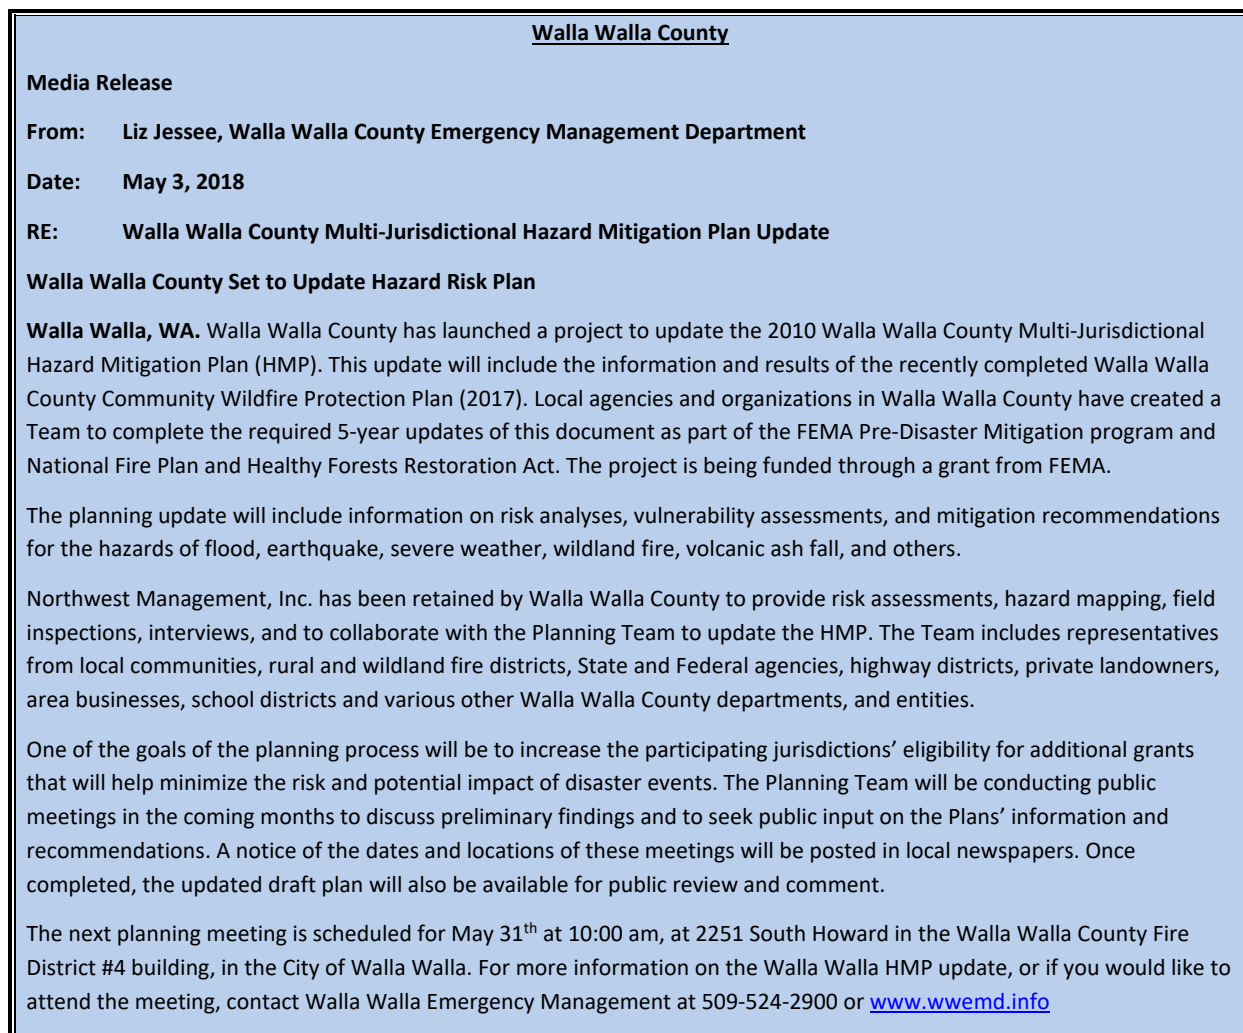 Walla Walla County
Media Release
From: Liz Jessee, Walla Walla County Emergency Management Department
Date: May 3, 2018
RE: Walla Walla County Multi-Jurisdictional Hazard Mitigation Plan Update
Walla Walla County Set to Update Hazard Risk Plan
Walla Walla, WA. Walla Walla County has launched a project to update the 2010 Walla Walla County Multi-Jurisdictional
Hazard Mitigation Plan (HMP). This update will include the information and results of the recently completed Walla Walla
County Community Wildfire Protection Plan (2017). Local agencies and organizations in Walla Walla County have created a
Team to complete the required 5-year updates of this document as part of the FEMA Pre-Disaster Mitigation program and
National Fire Plan and Healthy Forests Restoration Act. The project is being funded through a grant from FEMA.
The planning update will include information on risk analyses, vulnerability assessments, and mitigation recommendations
for the hazards of flood, earthquake, severe weather, wildland fire, volcanic ash fall, and others.
Northwest Management, Inc. has been retained by Walla Walla County to provide risk assessments, hazard mapping, field
inspections, interviews, and to collaborate with the Planning Team to update the HMP. The Team includes representatives
from local communities, rural and wildland fire districts, State and Federal agencies, highway districts, private landowners,
area businesses, school districts and various other Walla Walla County departments, and entities.
One of the goals of the planning process will be to increase the participating jurisdictions’ eligibility for additional grants
that will help minimize the risk and potential impact of disaster events. The Planning Team will be conducting public
meetings in the coming months to discuss preliminary findings and to seek public input on the Plans’ information and
recommendations. A notice of the dates and locations of these meetings will be posted in local newspapers. Once
completed, the updated draft plan will also be available for public review and comment.
The next planning meeting is scheduled for May 31th at 10:00 am, at 2251 South Howard in the Walla Walla County Fire
District #4 building, in the City of Walla Walla. For more information on the Walla Walla HMP update, or if you would like to
attend the meeting, contact Walla Walla Emergency Management at 509-524-2900 or www.wwemd.info